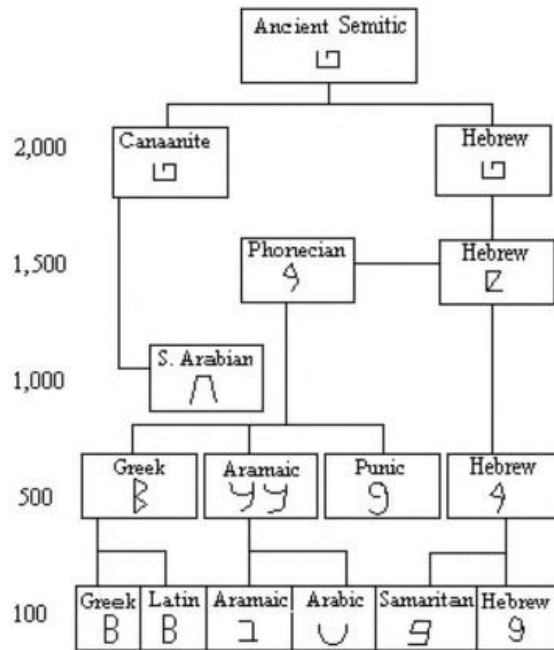 Ancient Semitic
2,000
Canaanite
Hebrew
1,500
Phonecian
Hebrew
1,000
S. Arabian
500
Greek
Aramaic
Punic
Hebrew
100
Greek
Latin
Aramaic
Arabic
Samaritan
Hebrew